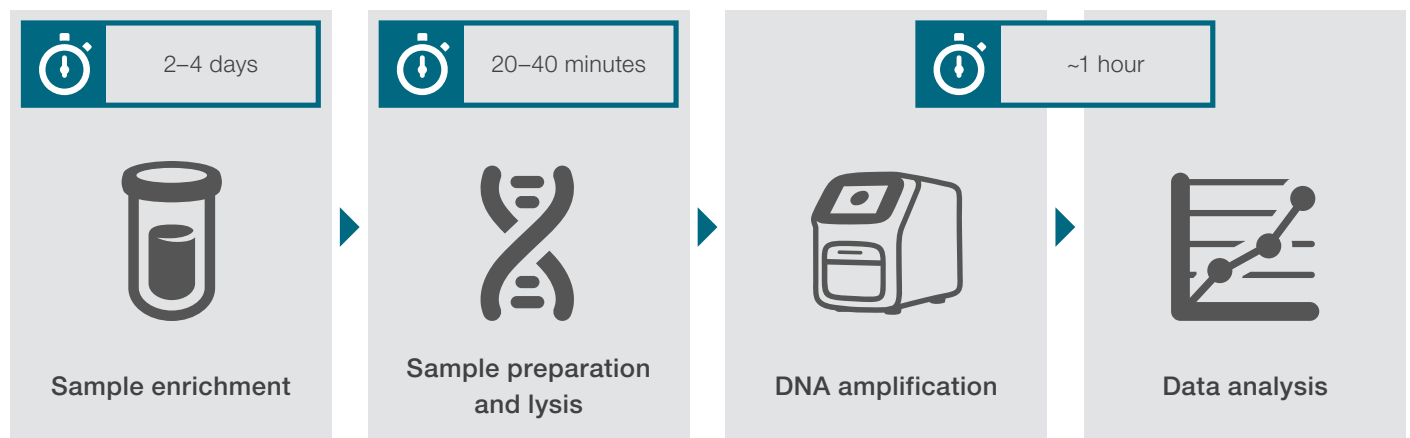 2–4 days
20–40 minutes
~1 hour
Sample enrichment
Sample preparation
and lysis
DNA amplification
Data analysis